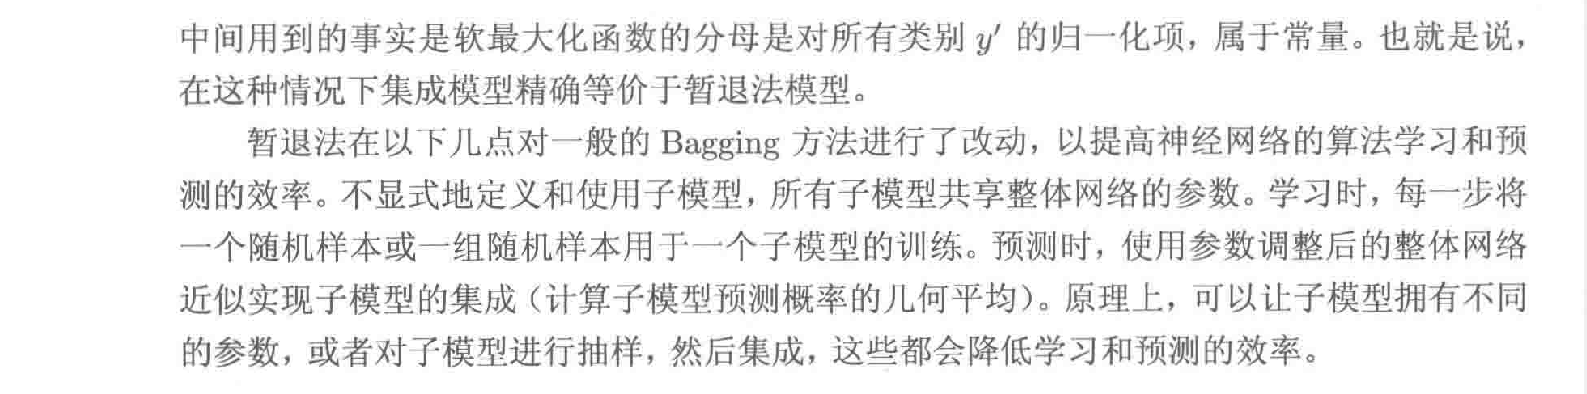 中间用到的事实是软最大化函数的分母是对所有类别 y′ 的归一化项，属于常量。也就是说，
在这种情况下集成模型精确等价于暂退法模型。
暂退法在以下几点对一般的 Bagging 方法进行了改动，以提高神经网络的算法学习和预
测的效率。不显式地定义和使用子模型，所有子模型共享整体网络的参数。学习时，每一步将
一个随机样本或一组随机样本用于一个子模型的训练。预测时，使用参数调整后的整体网络
近似实现子模型的集成（计算子模型预测概率的几何平均）。原理上，可以让子模型拥有不同
的参数，或者对子模型进行抽样，然后集成，这些都会降低学习和预测的效率。